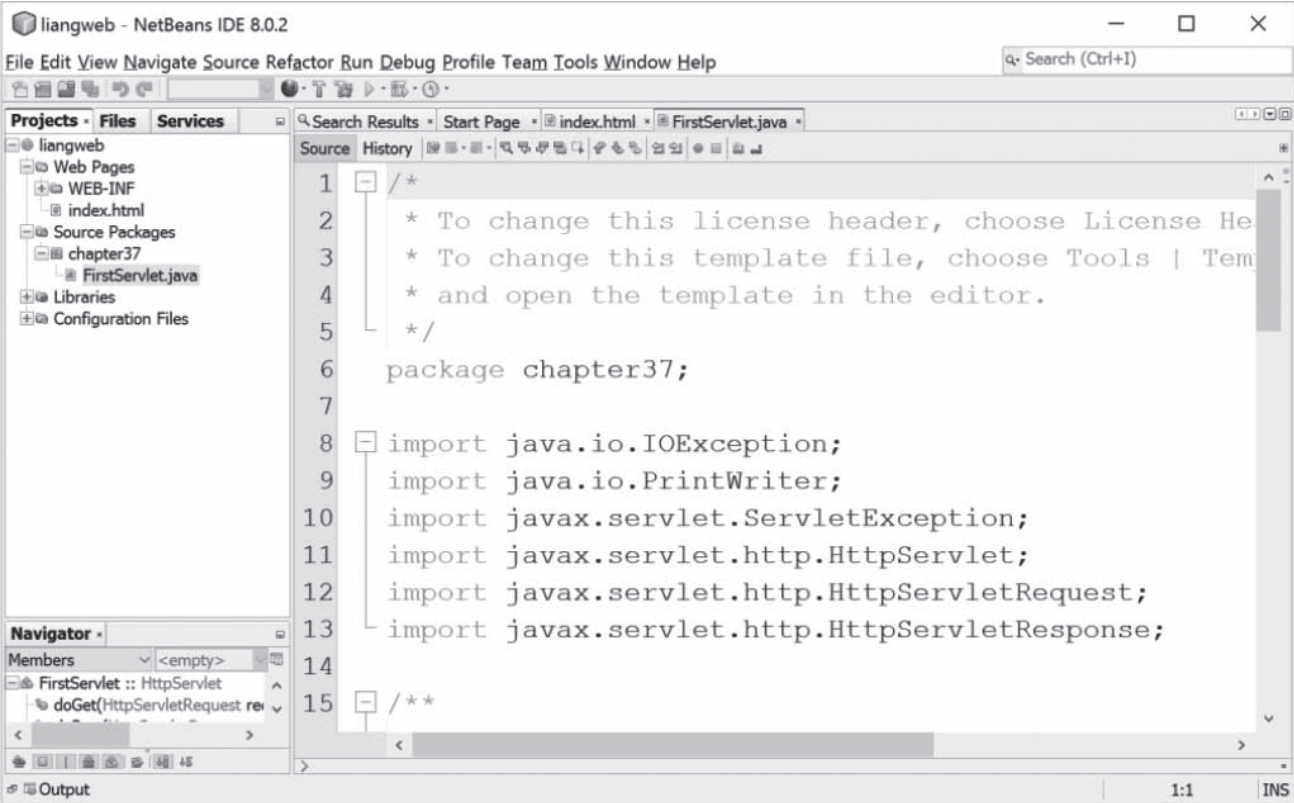 liangweb - NetBeans IDE 8.0.2
File Edit View Navigate Source Refactor Run Debug Profile Team Tools Window Help
Search (Ctrl+I)
Projects Files Services
liangweb
Web Pages
WEB-INF
index.html
Source Packages
chapter37
FirstServlet.java
Libraries
Configuration Files
Navigator
Members <empty>
FirstServlet :: HttpServlet
doGet(HttpServletRequest re
Search Results Start Page index.html FirstServlet.java
Source History
1 /*
2 * To change this license header, choose License He
3 * To change this template file, choose Tools | Tem
4 * and open the template in the editor.
5 */
6 package chapter37;
7
8 import java.io.IOException;
9 import java.io.PrintWriter;
10 import javax.servlet.ServletException;
11 import javax.servlet.http.HttpServlet;
12 import javax.servlet.http.HttpServletRequest;
13 import javax.servlet.http.HttpServletResponse;
14
15 /**
Output
1:1 INS